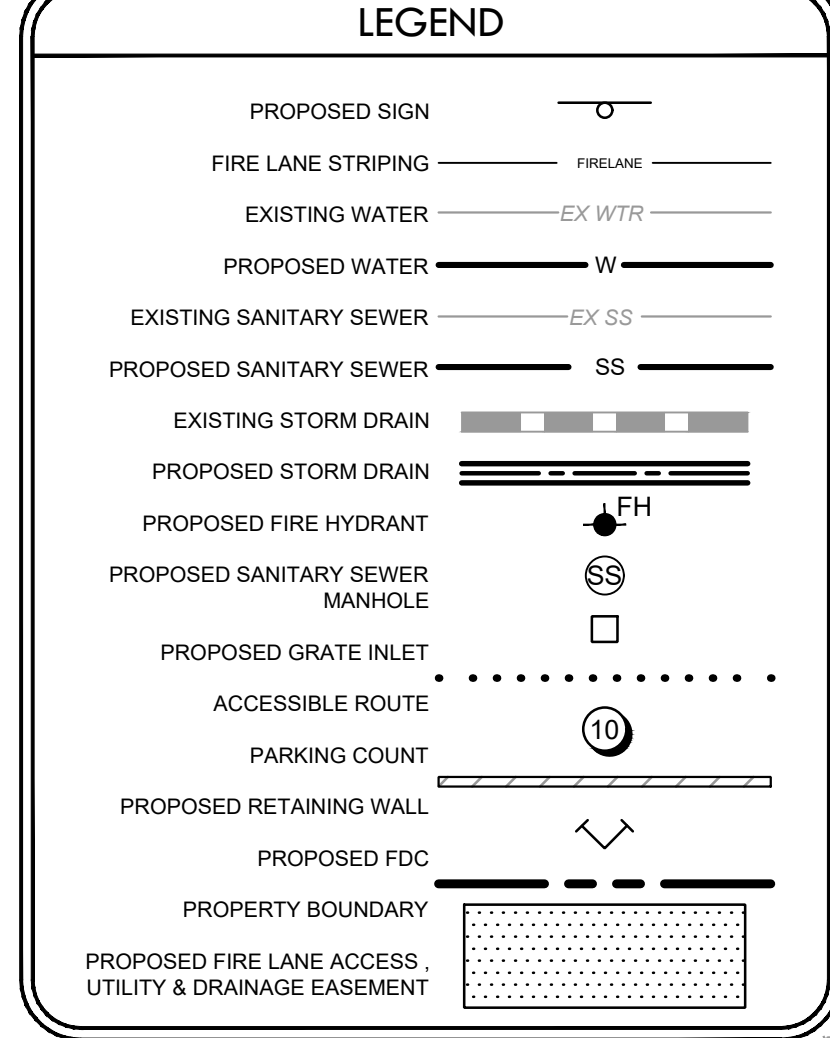 LEGEND
PROPOSED SIGN
FIRE LANE STRIPING FIRELANE
EXISTING WATER EX WTR
PROPOSED WATER W
EXISTING SANITARY SEWER EX SS
PROPOSED SANITARY SEWER SS
EXISTING STORM DRAIN
PROPOSED STORM DRAIN
PROPOSED FIRE HYDRANT FH
PROPOSED SANITARY SEWER SS
MANHOLE
PROPOSED GRATE INLET
ACCESSIBLE ROUTE
PARKING COUNT 10
PROPOSED RETAINING WALL
PROPOSED FDC
PROPERTY BOUNDARY
PROPOSED FIRE LANE ACCESS ,
UTILITY & DRAINAGE EASEMENT